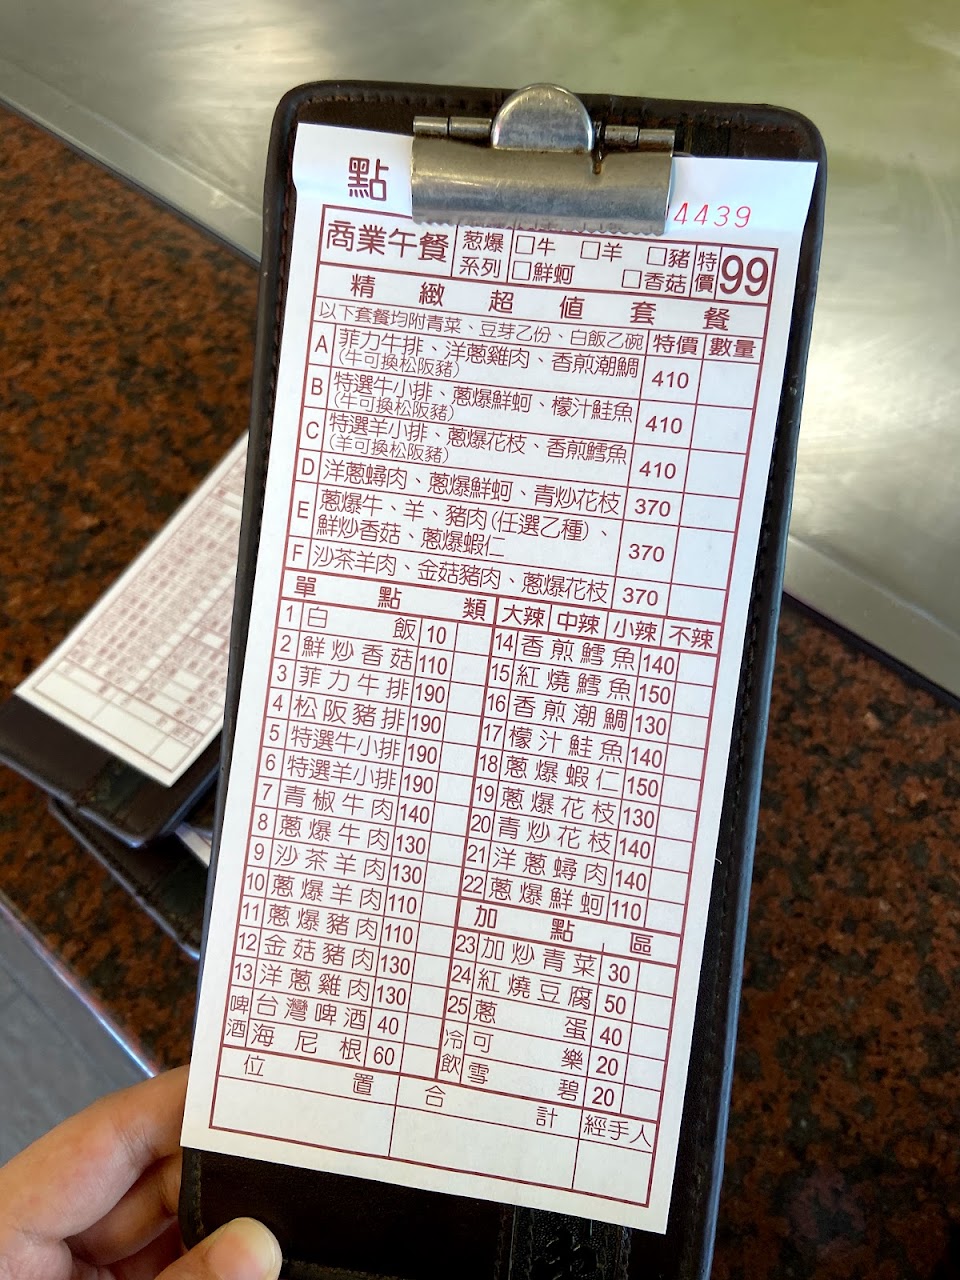 點
4439
商業午餐 蔥爆系列 □牛 □羊 □豬 □鮮蚵 □香菇 特價 99
精緻超值套餐
以下套餐均附青菜、豆芽乙份、白飯乙碗 特價 數量
A 菲力牛排、洋蔥雞肉、香煎潮鯛 410
(牛可換松阪豬)
B 特選牛小排、蔥爆鮮蚵、檬汁鮭魚 410
(牛可換松阪豬)
C 特選羊小排、蔥爆花枝、香煎鱈魚 410
(羊可換松阪豬)
D 洋蔥蟳肉、蔥爆鮮蚵、青炒花枝 370
E 蔥爆牛、羊、豬肉(任選乙種)、
鮮炒香菇、蔥爆蝦仁 370
F 沙茶羊肉、金菇豬肉、蔥爆花枝 370
單點類 大辣 中辣 小辣 不辣
1 白飯 10
2 鮮炒香菇 110
3 菲力牛排 190
4 松阪豬排 190
5 特選牛小排 190
6 特選羊小排 190
7 青椒牛肉 140
8 蔥爆牛肉 130
9 沙茶羊肉 130
10 蔥爆羊肉 110
11 蔥爆豬肉 110
12 金菇豬肉 130
13 洋蔥雞肉 130
啤酒 台灣啤酒 40
海尼根 60
14 香煎鱈魚 140
15 紅燒鱈魚 150
16 香煎潮鯛 130
17 檬汁鮭魚 140
18 蔥爆蝦仁 150
19 蔥爆花枝 130
20 青炒花枝 140
21 洋蔥蟳肉 140
22 蔥爆鮮蚵 110
加點區
23 加炒青菜 30
24 紅燒豆腐 50
25 蔥蛋 40
冷飲 可樂 20
雪碧 20
位置 合計 經手人